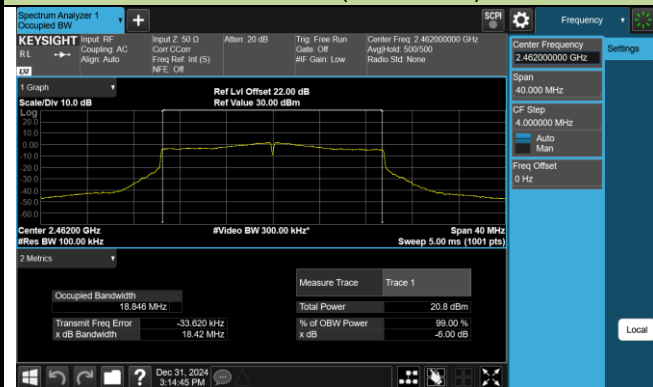 Spectrum Analyzer 1
Occupied BW
SCPI
Frequency
KEYSIGHT
RL
Input: RF
Coupling: AC
Align: Auto
Input Z: 50 Ω
Corr CCorr
Freq Ref: Int (S)
NFE: Off
Atten: 20 dB
Trig: Free Run
Gate: Off
#IF Gain: Low
Center Freq: 2.462000000 GHz
Avg|Hold: 500/500
Radio Std: None
Center Frequency
2.462000000 GHz
Settings
Span
40.000 MHz
CF Step
4.000000 MHz
Auto
Man
Freq Offset
0 Hz
1 Graph
Scale/Div 10.0 dB
Ref Lvl Offset 22.00 dB
Ref Value 30.00 dBm
Log
20.0
10.0
0.00
-10.0
-20.0
-30.0
-40.0
-50.0
-60.0
Center 2.46200 GHz
#Video BW 300.00 kHz*
Span 40 MHz
#Res BW 100.00 kHz
Sweep 5.00 ms (1001 pts)
2 Metrics
Measure Trace
Trace 1
Occupied Bandwidth
18.846 MHz
Total Power
20.8 dBm
Transmit Freq Error
-33.620 kHz
% of OBW Power
99.00 %
x dB Bandwidth
18.42 MHz
x dB
-6.00 dB
Local
?
Dec 31, 2024
3:14:45 PM